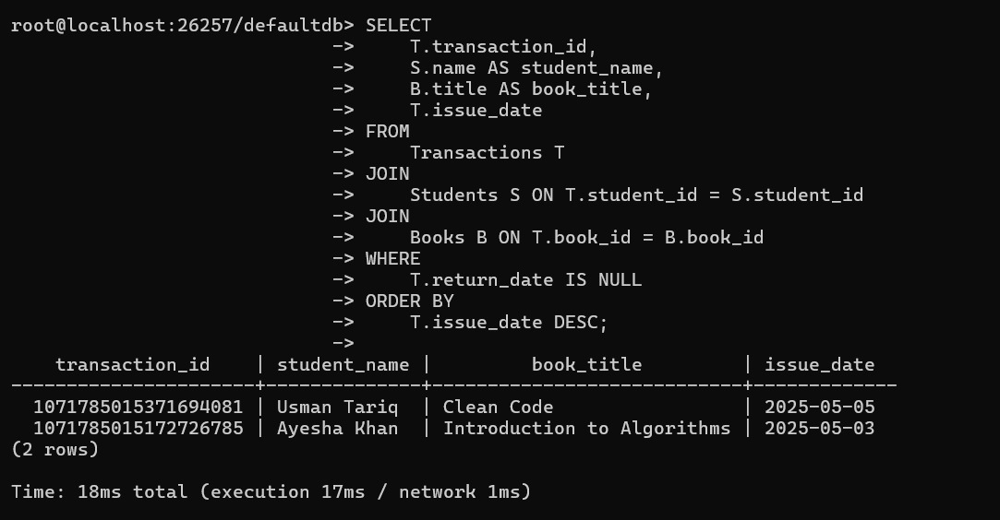 root@localhost:26257/defaultdb> SELECT
                             ->     T.transaction_id,
                             ->     S.name AS student_name,
                             ->     B.title AS book_title,
                             ->     T.issue_date
                             -> FROM
                             ->     Transactions T
                             -> JOIN
                             ->     Students S ON T.student_id = S.student_id
                             -> JOIN
                             ->     Books B ON T.book_id = B.book_id
                             -> WHERE
                             ->     T.return_date IS NULL
                             -> ORDER BY
                             ->     T.issue_date DESC;
                             ->
    transaction_id    | student_name |         book_title         | issue_date
----------------------+--------------+----------------------------+-------------
  1071785015371694081 | Usman Tariq  | Clean Code                 | 2025-05-05
  1071785015172726785 | Ayesha Khan  | Introduction to Algorithms | 2025-05-03
(2 rows)

Time: 18ms total (execution 17ms / network 1ms)